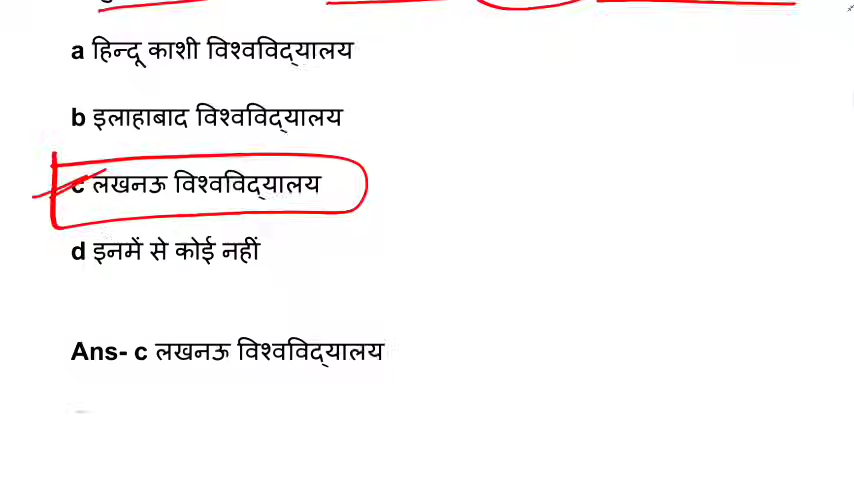 a हिन्दू काशी विश्वविद्यालय
b इलाहाबाद विश्वविद्यालय
c लखनऊ विश्वविद्यालय
d इनमें से कोई नहीं
Ans- c लखनऊ विश्वविद्यालय